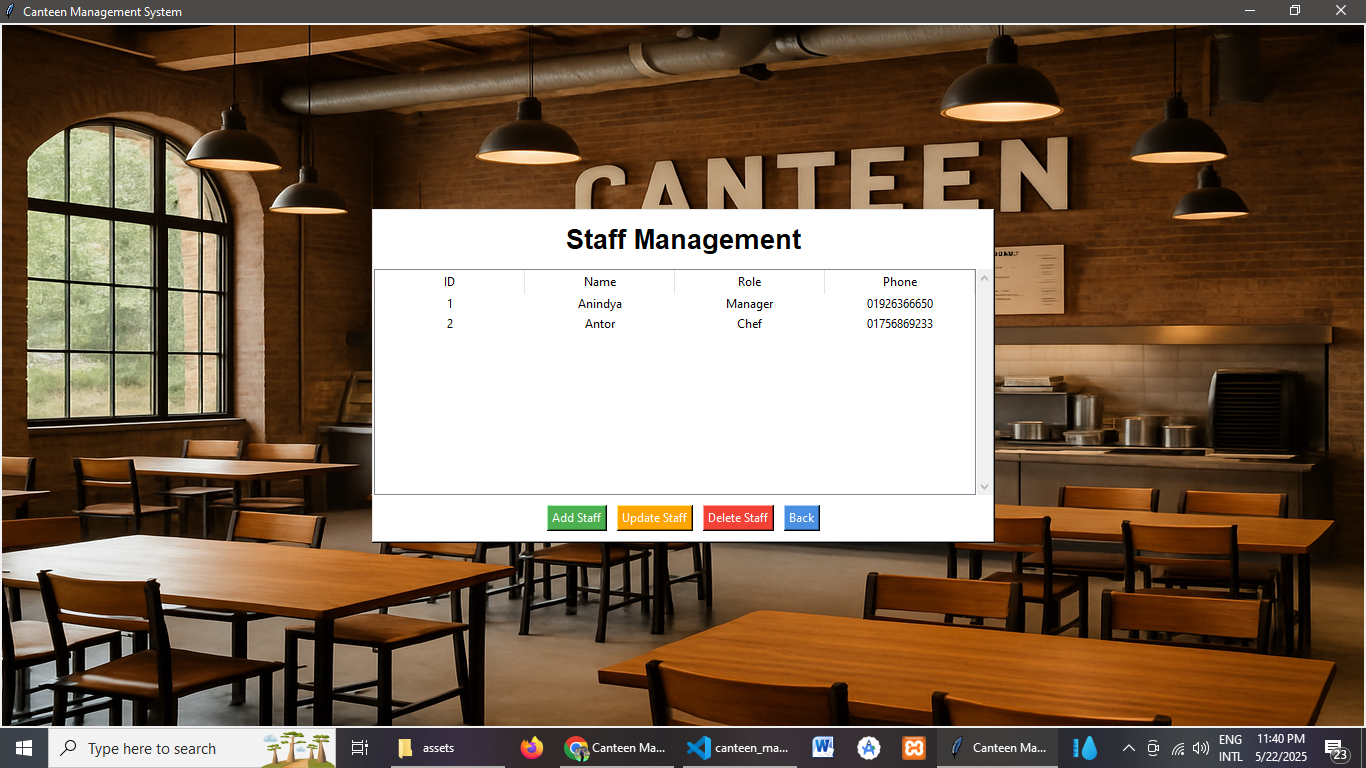 Canteen Management System
CANTEEN
Staff Management
ID Name Role Phone
1 Anindya Manager 01926366650
2 Antor Chef 01756869233
Add Staff Update Staff Delete Staff Back
Type here to search
assets
Canteen Ma...
canteen_ma...
Canteen Ma...
ENG
INTL
11:40 PM
5/22/2025
23